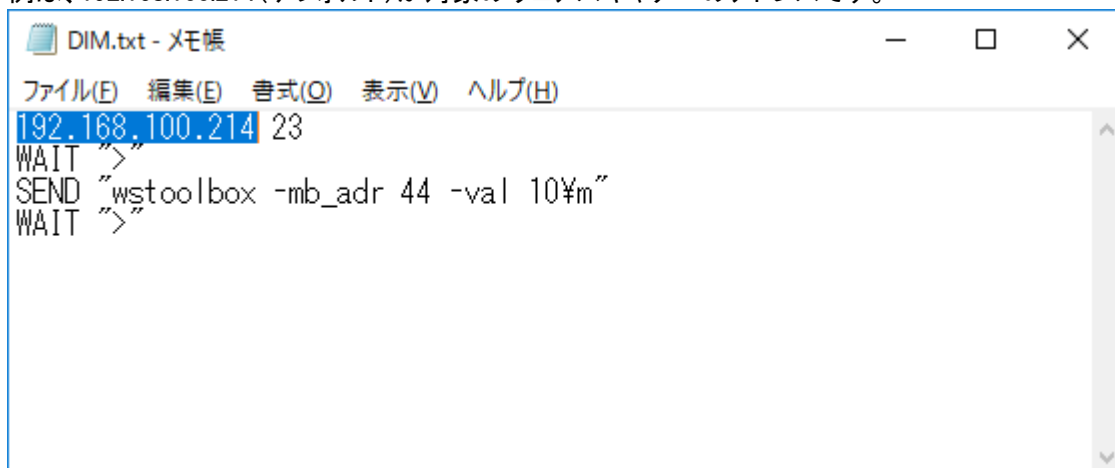 DIM.txt - メモ帳
ファイル(F) 編集(E) 書式(O) 表示(V) ヘルプ(H)
192.168.100.214 23
WAIT ">"
SEND "wstoolbox -mb_adr 44 -val 10¥m"
WAIT ">"